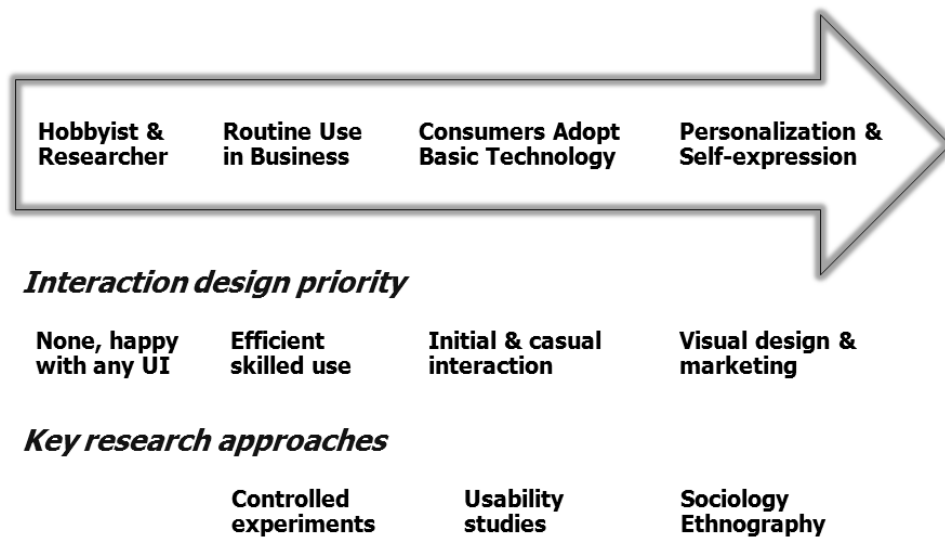 Hobbyist &
Researcher
Routine Use
in Business
Consumers Adopt
Basic Technology
Personalization &
Self-expression
Interaction design priority
None, happy
with any UI
Efficient
skilled use
Initial & casual
interaction
Visual design &
marketing
Key research approaches
Controlled
experiments
Usability
studies
Sociology
Ethnography